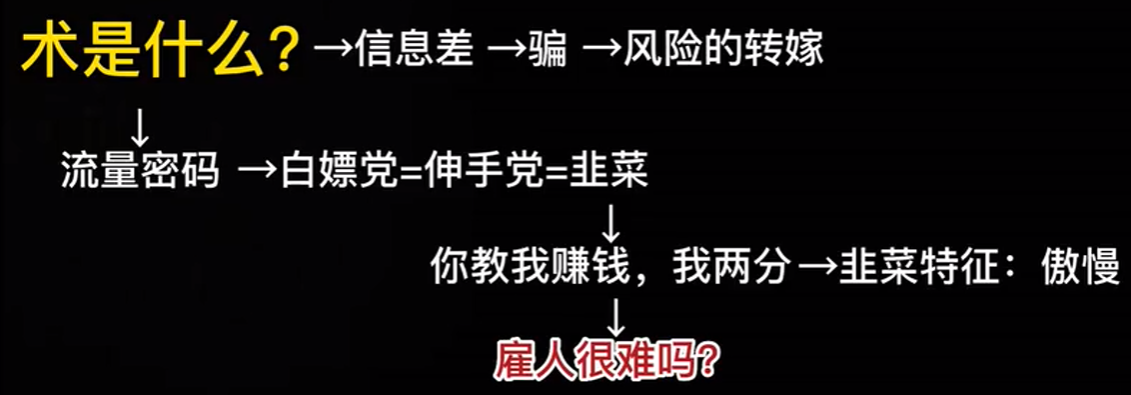 术是什么？→信息差 →骗 →风险的转嫁
↓
流量密码 →白嫖党=伸手党=韭菜
↓
你教我赚钱，我两分→韭菜特征：傲慢
↓
雇人很难吗？